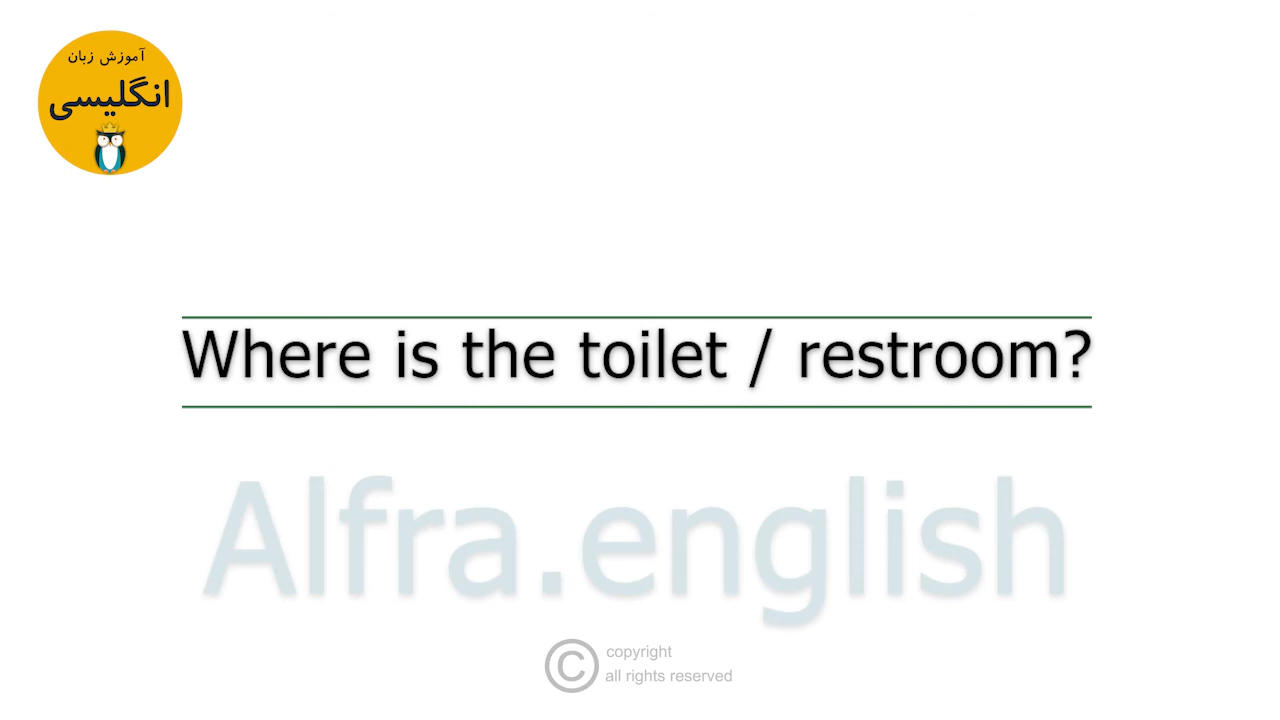 آموزش زبان
انگلیسی
Where is the toilet / restroom?
Alfra.english
© copyright
all rights reserved